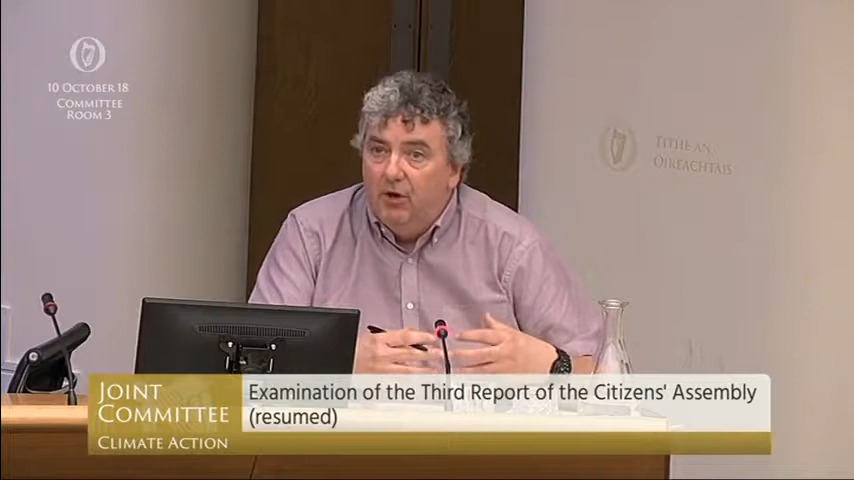 10 October 18
Committee
Room 3
Tithe an
Oireachtais
Joint
Committee
Climate Action
Examination of the Third Report of the Citizens' Assembly
(resumed)